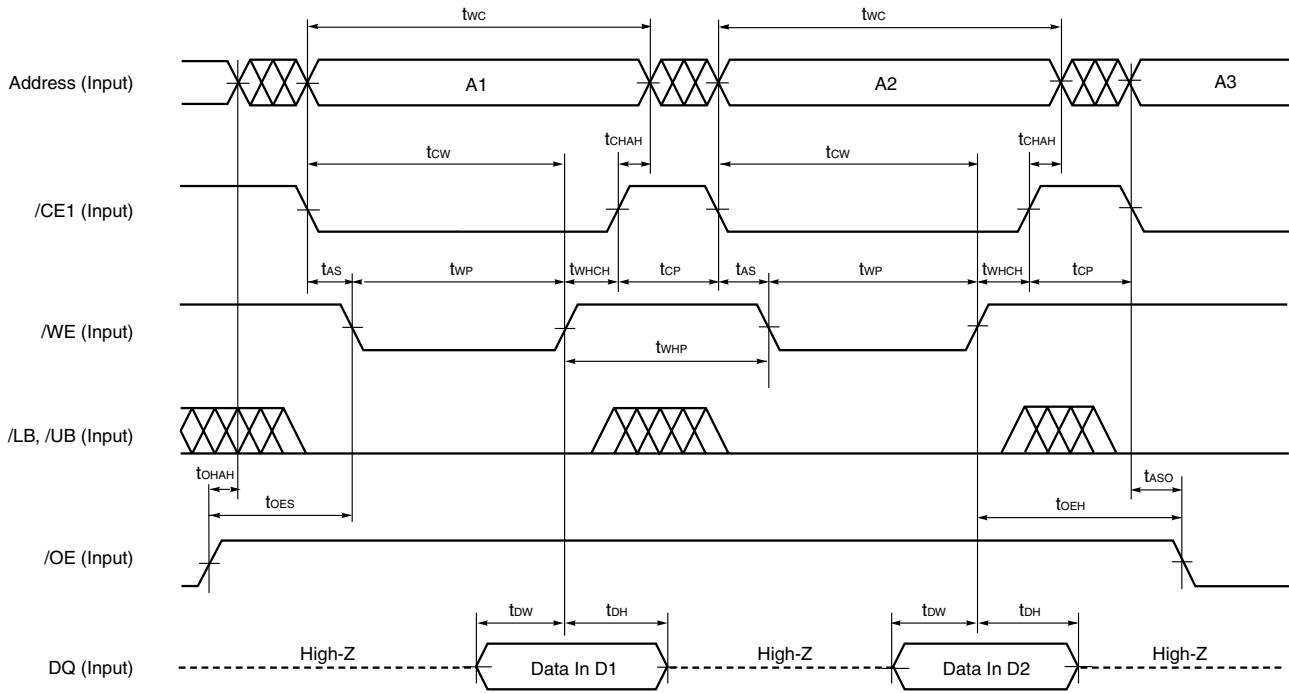 tWC tWC
Address (Input) A1 A2 A3
tCHAH tCHAH
tCW tCW
/CE1 (Input)
tAS tWP tWHCH tCP tAS tWP tWHCH tCP
/WE (Input)
tWHP
/LB, /UB (Input)
tOHAH tASO
tOES tOEH
/OE (Input)
tDW tDH tDW tDH
High-Z High-Z High-Z
DQ (Input) Data In D1 Data In D2